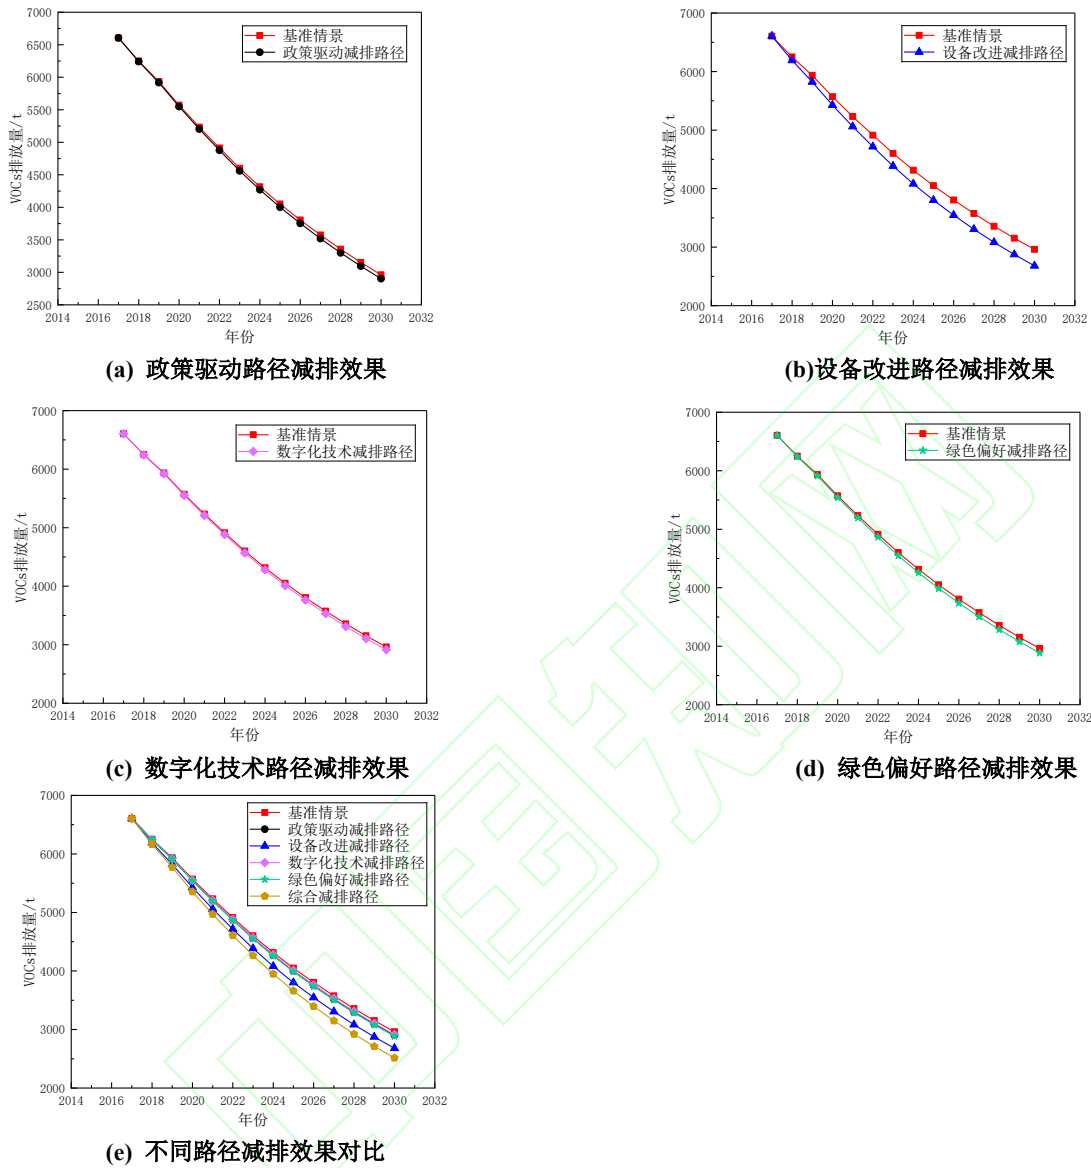 7000
6500
6000
5500
5000
4500
4000
3500
3000
2500
VOCs排放量/t
基准情景
政策驱动减排路径
2014 2016 2018 2020 2022 2024 2026 2028 2030 2032
年份
(a) 政策驱动路径减排效果
7000
6000
5000
4000
3000
2000
VOCs排放量/t
基准情景
设备改进减排路径
2014 2016 2018 2020 2022 2024 2026 2028 2030 2032
年份
(b)设备改进路径减排效果
7000
6000
5000
4000
3000
2000
VOCs排放量/t
基准情景
数字化技术减排路径
2014 2016 2018 2020 2022 2024 2026 2028 2030 2032
年份
(c) 数字化技术路径减排效果
7000
6000
5000
4000
3000
2000
VOCs排放量/t
基准情景
绿色偏好减排路径
2014 2016 2018 2020 2022 2024 2026 2028 2030 2032
年份
(d) 绿色偏好路径减排效果
7000
6000
5000
4000
3000
2000
VOCs排放量/t
基准情景
政策驱动减排路径
设备改进减排路径
数字化技术减排路径
绿色偏好减排路径
综合减排路径
2014 2016 2018 2020 2022 2024 2026 2028 2030 2032
年份
(e) 不同路径减排效果对比
中国知网